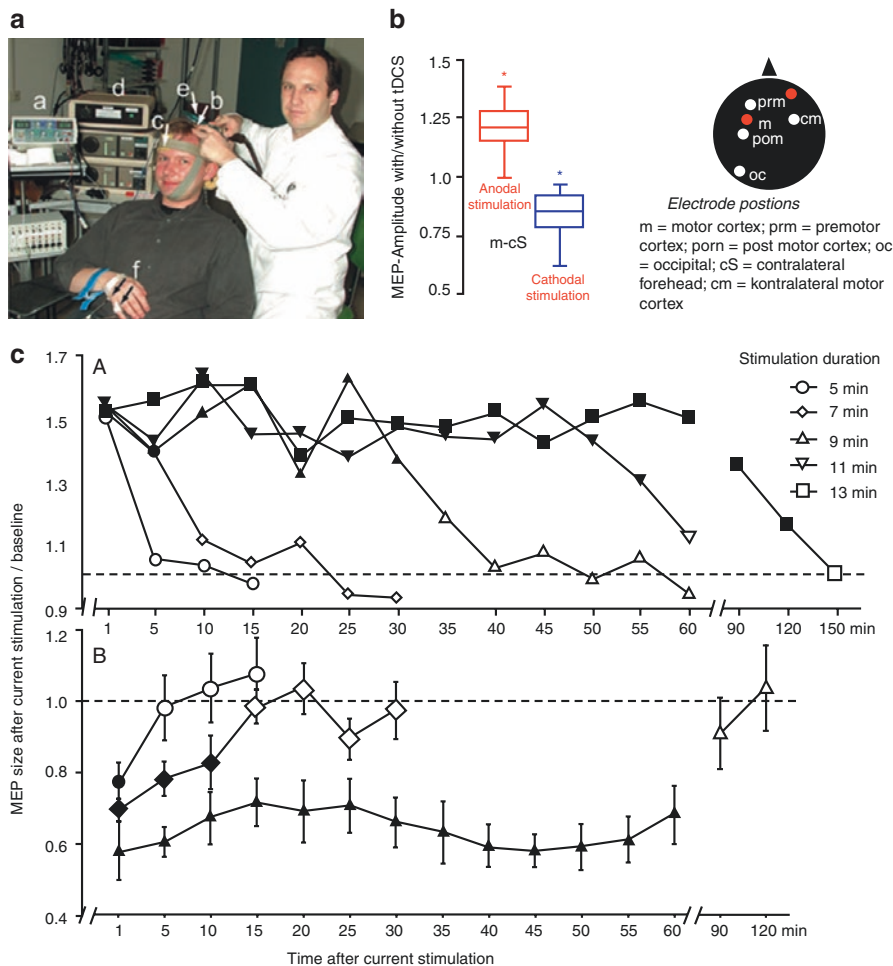 a
a
b
c
d
e
f
b
MEP-Amplitude with/without tDCS
1.5
1.25
1.0
0.75
0.5
*
Anodal
stimulation
*
m-cS
Cathodal
stimulation
prm
m
cm
pom
oc
Electrode postions
m = motor cortex; prm = premotor
cortex; porn = post motor cortex; oc
= occipital; cS = contralateral
forehead; cm = kontralateral motor
cortex
c
MEP size after current stimulation / baseline
A
1.7
1.5
1.3
1.1
0.9
Stimulation duration
5 min
7 min
9 min
11 min
13 min
1 5 10 15 20 25 30 35 40 45 50 55 60 90 120 150 min
B
1.2
1.0
0.8
0.6
0.4
1 5 10 15 20 25 30 35 40 45 50 55 60 90 120 min
Time after current stimulation